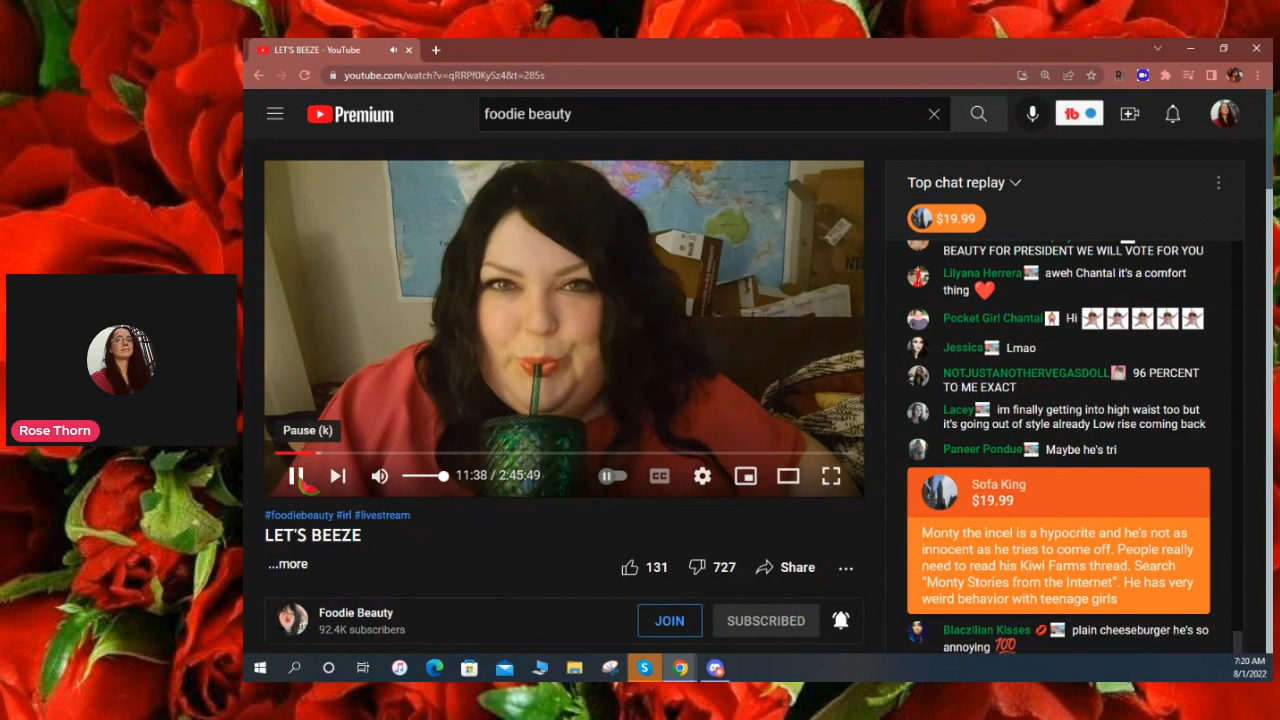 LET'S BEEZE - YouTube
youtube.com/watch?v=qRRPf0KySz4&t=285s
Premium
foodie beauty
Top chat replay
$19.99
BEAUTY FOR PRESIDENT WE WILL VOTE FOR YOU
Lilyana Herrera aweh Chantal it's a comfort
thing
Pocket Girl Chantal Hi
Jessica Lmao
NOTJUSTANOTHERVEGASDOLL 96 PERCENT
TO ME EXACT
Lacey im finally getting into high waist too but
it's going out of style already Low rise coming back
Paneer Pondue Maybe he's tri
Sofa King
$19.99
Monty the incel is a hypocrite and he's not as
innocent as he tries to come off. People really
need to read his Kiwi Farms thread. Search
"Monty Stories from the Internet". He has very
weird behavior with teenage girls
Blaczilian Kisses plain cheeseburger he's so
annoying 100
Rose Thorn
Pause (k)
11:38 / 2:45:49
CC
#foodiebeauty #irl #livestream
LET'S BEEZE
...more
131
727
Share
Foodie Beauty
92.4K subscribers
JOIN
SUBSCRIBED
7:20 AM
8/1/2022